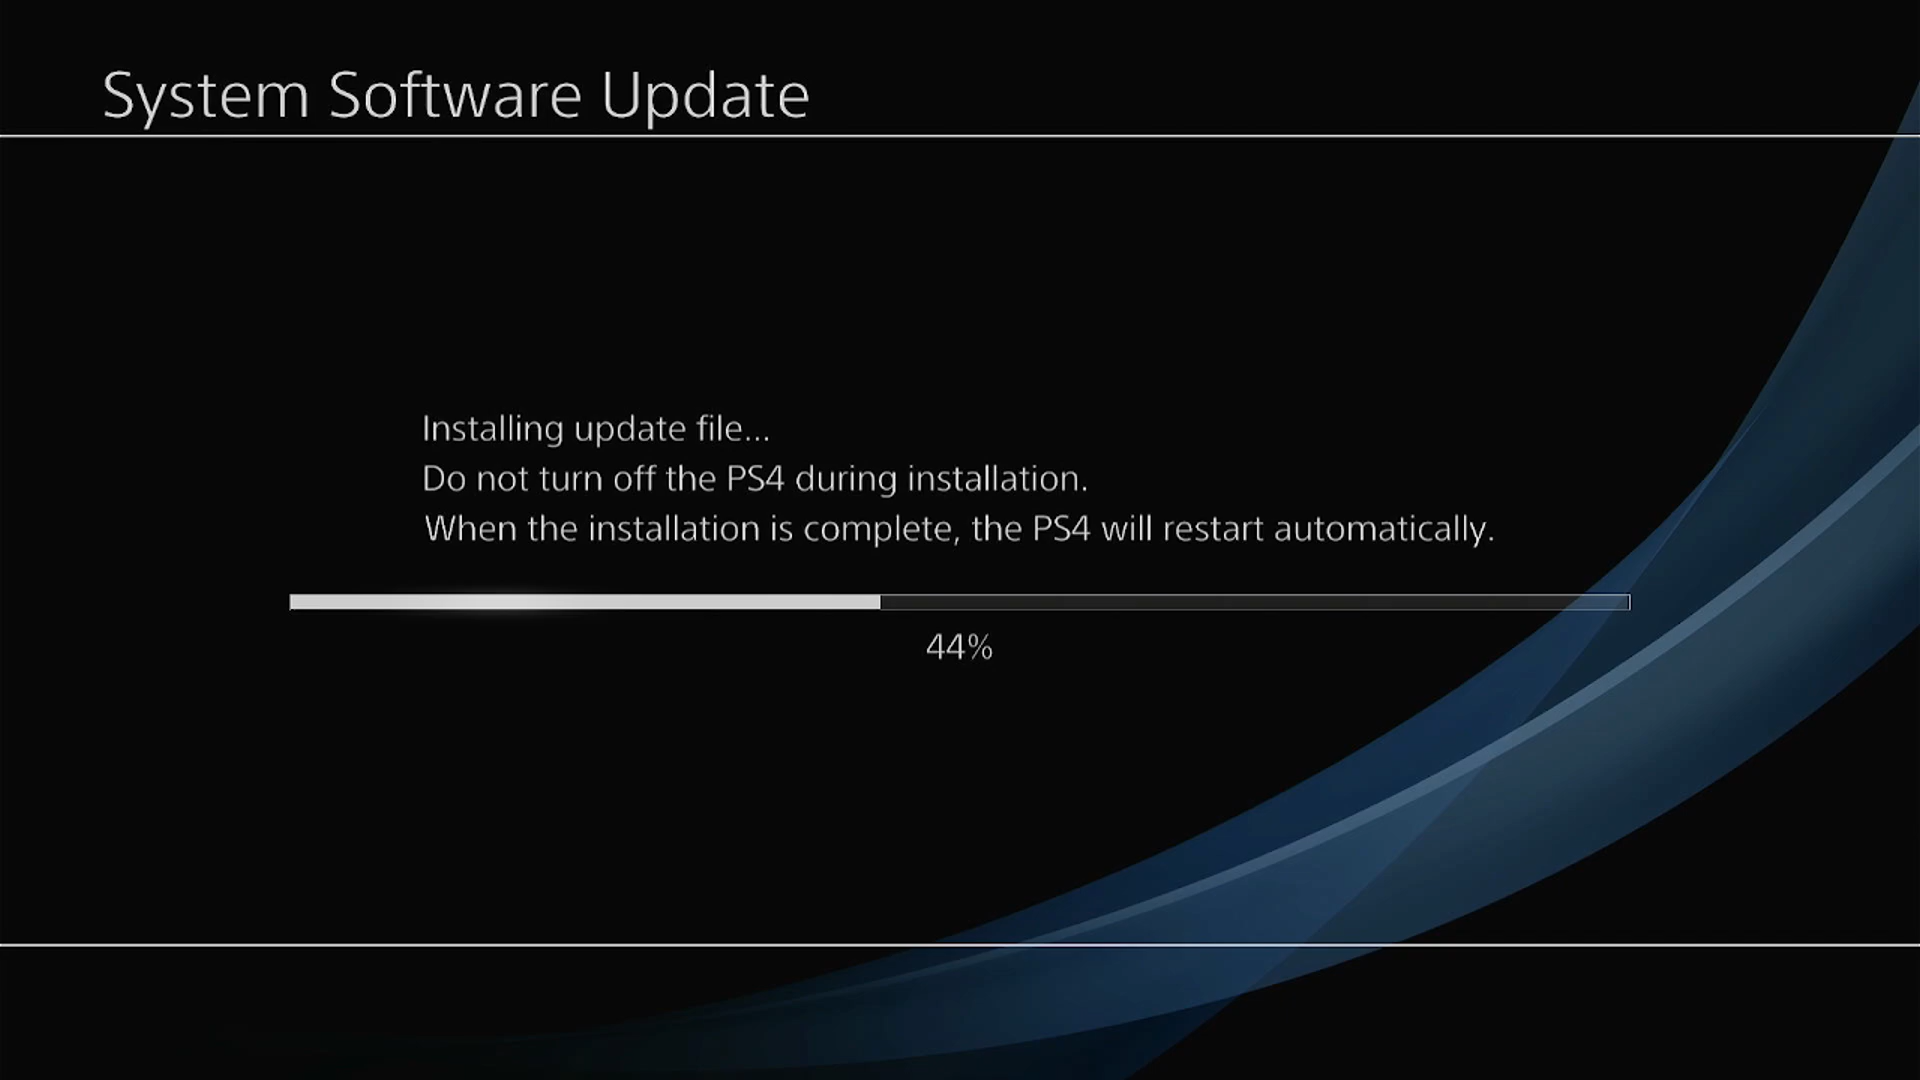 System Software Update
Installing update file...
Do not turn off the PS4 during installation.
When the installation is complete, the PS4 will restart automatically.
44%